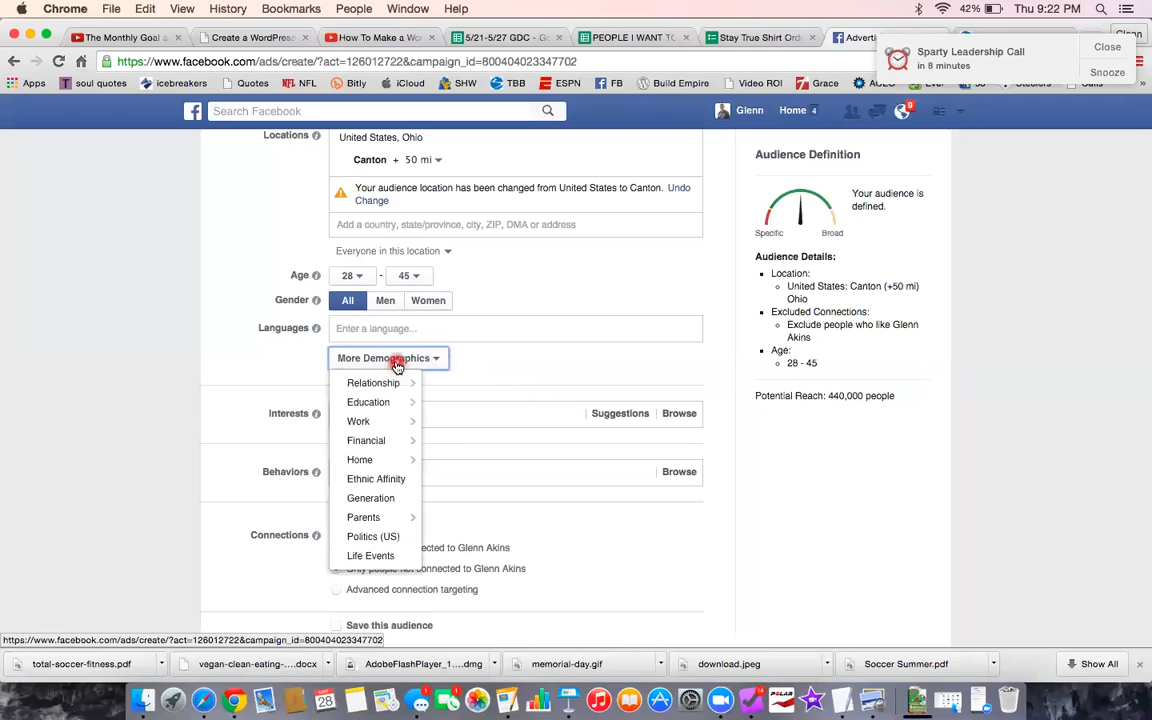 Chrome File Edit View History Bookmarks People Window Help 42% Thu 9:22 PM
The Monthly Goal a Create a WordPress How To Make a Wo 5/21-5/27 GDC - Go PEOPLE I WANT T Stay True Shirt Ord Adverti Glenn
https://www.facebook.com/ads/create/?act=126012722&campaign_id=800404023347702
Sparty Leadership Call
in 8 minutes
Close
Snooze
Apps soul quotes icebreakers Quotes NFL Bitly iCloud SHW TBB ESPN FB Build Empire Video ROI Grace
Search Facebook Glenn Home 4 9
Locations United States, Ohio
Canton + 50 mi
Your audience location has been changed from United States to Canton. Undo
Change
Add a country, state/province, city, ZIP, DMA or address
Everyone in this location
Age 28 - 45
Gender All Men Women
Languages Enter a language...
More Demographics
Relationship
Education
Work
Financial
Home
Ethnic Affinity
Generation
Parents
Politics (US)
Life Events
Interests Suggestions Browse
Behaviors Browse
Connections
ected to Glenn Akins
Only people not connected to Glenn Akins
Advanced connection targeting
Save this audience
Audience Definition
Your audience is
defined.
Specific Broad
Audience Details:
Location:
United States: Canton (+50 mi)
Ohio
Excluded Connections:
Exclude people who like Glenn
Akins
Age:
28 - 45
Potential Reach: 440,000 people
https://www.facebook.com/ads/create/?act=126012722&campaign_id=800404023347702
total-soccer-fitness.pdf vegan-clean-eating-....docx AdobeFlashPlayer_1....dmg memorial-day.gif download.jpeg Soccer Summer.pdf Show All
28 14 POLAR